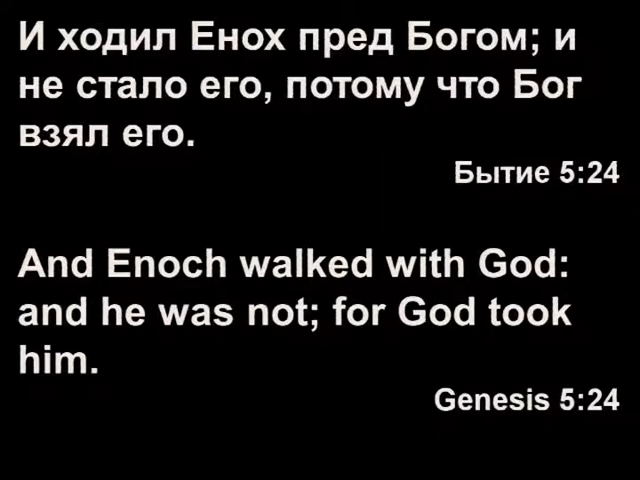 И ходил Енох пред Богом; и
не стало его, потому что Бог
взял его.
Бытие 5:24
And Enoch walked with God:
and he was not; for God took
him.
Genesis 5:24